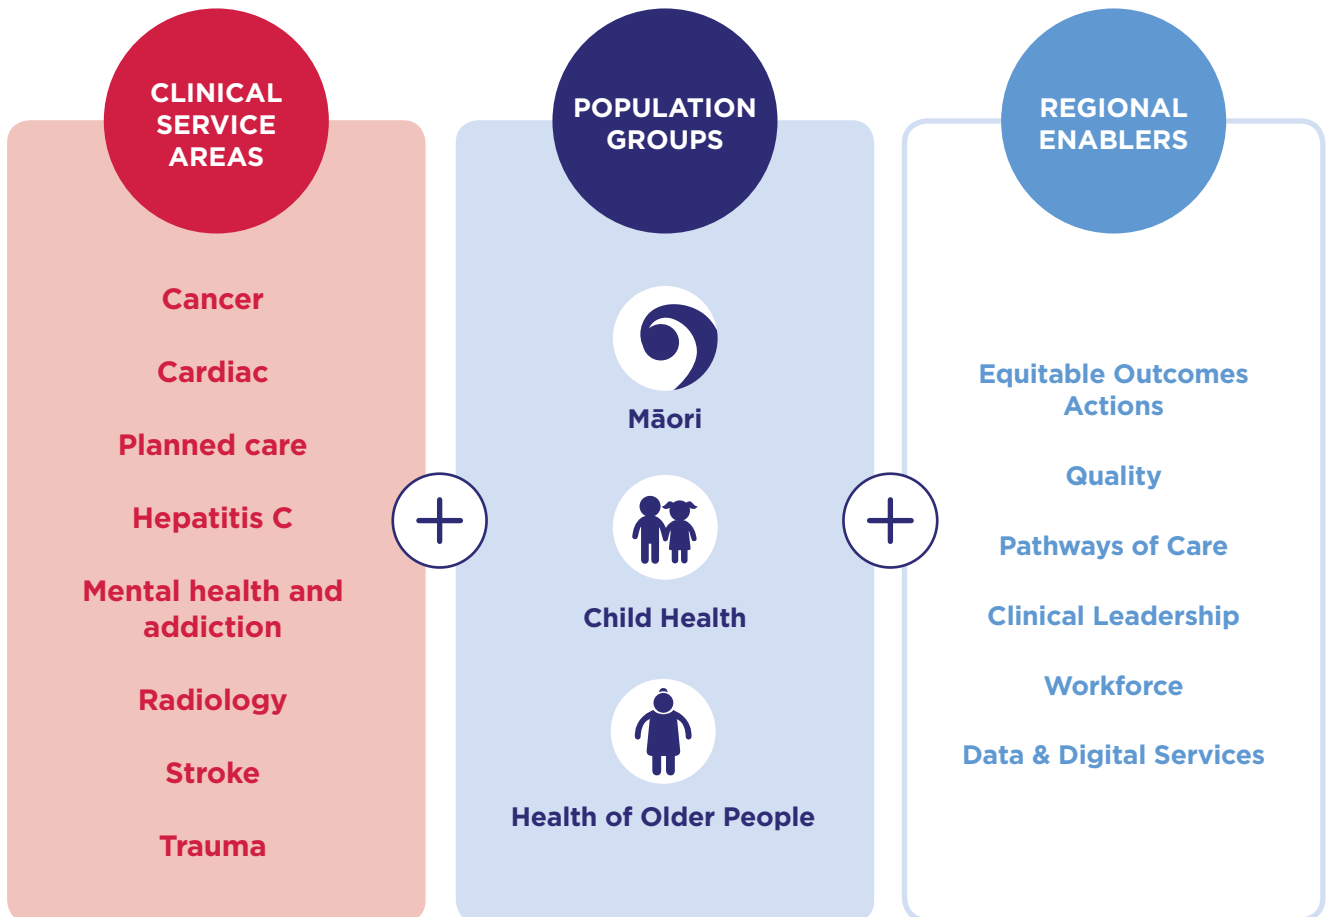 CLINICAL
SERVICE
AREAS
Cancer
Cardiac
Planned care
Hepatitis C
Mental health and
addiction
Radiology
Stroke
Trauma
POPULATION
GROUPS
Māori
Child Health
Health of Older People
REGIONAL
ENABLERS
Equitable Outcomes
Actions
Quality
Pathways of Care
Clinical Leadership
Workforce
Data & Digital Services